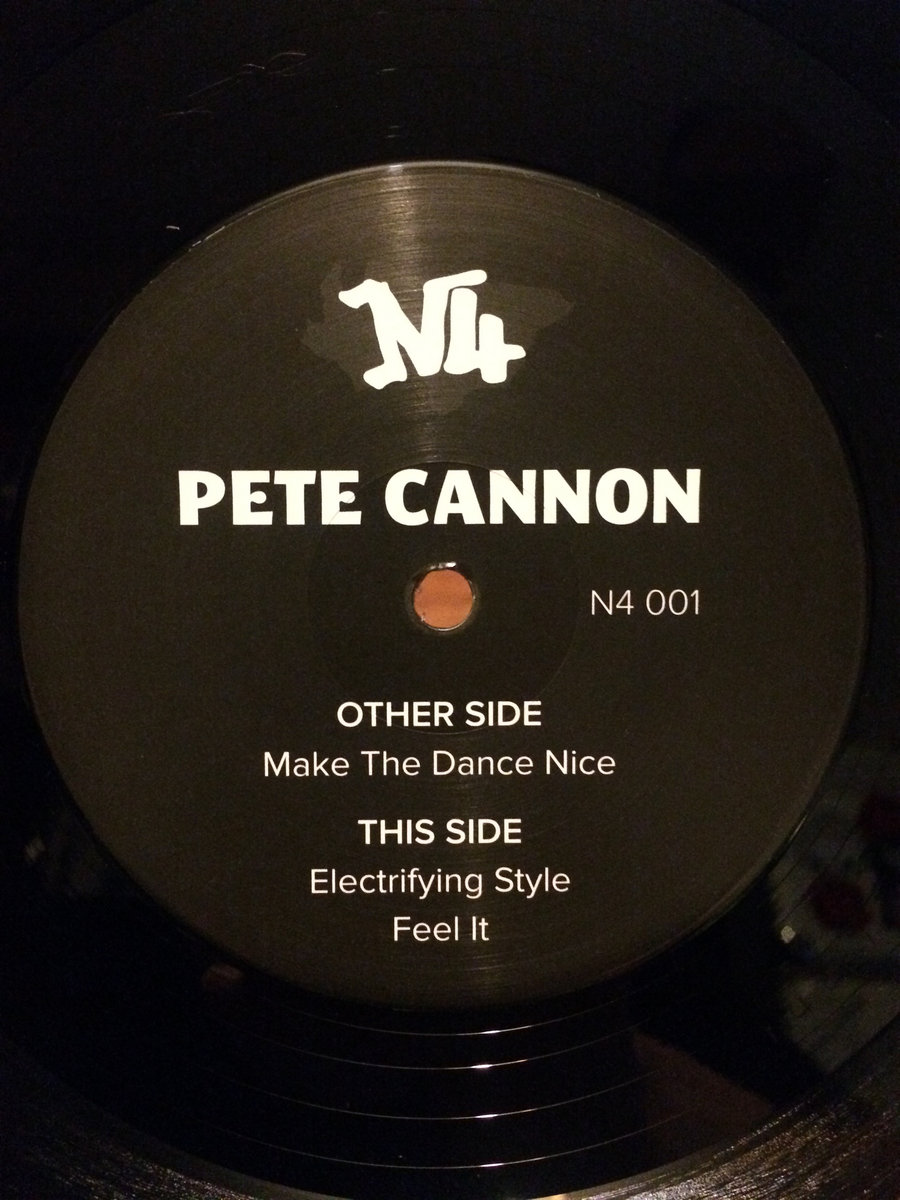 N4
PETE CANNON
N4 001
OTHER SIDE
Make The Dance Nice
THIS SIDE
Electrifying Style
Feel It